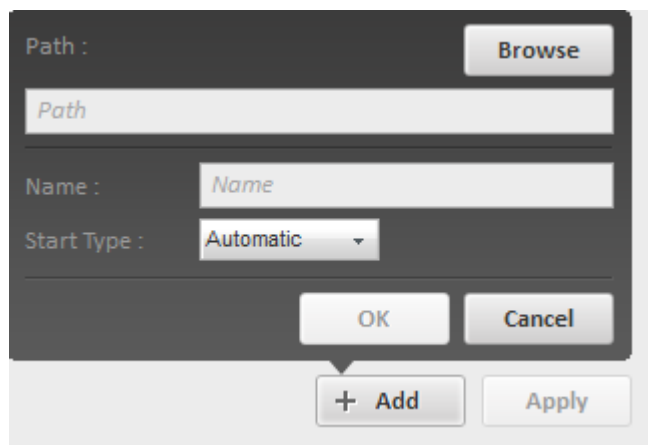 Path :
Browse
Path
Name :
Name
Start Type :
Automatic
OK
Cancel
+ Add
Apply